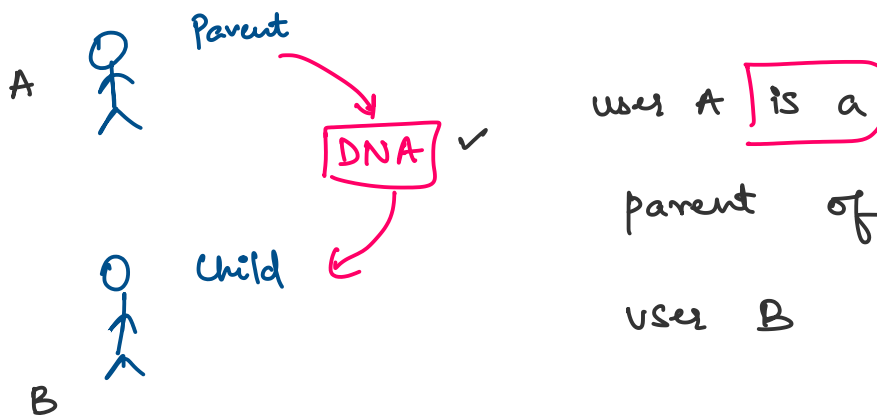 Parent
A
DNA ✓
Child
B
user A is a
parent of
user B